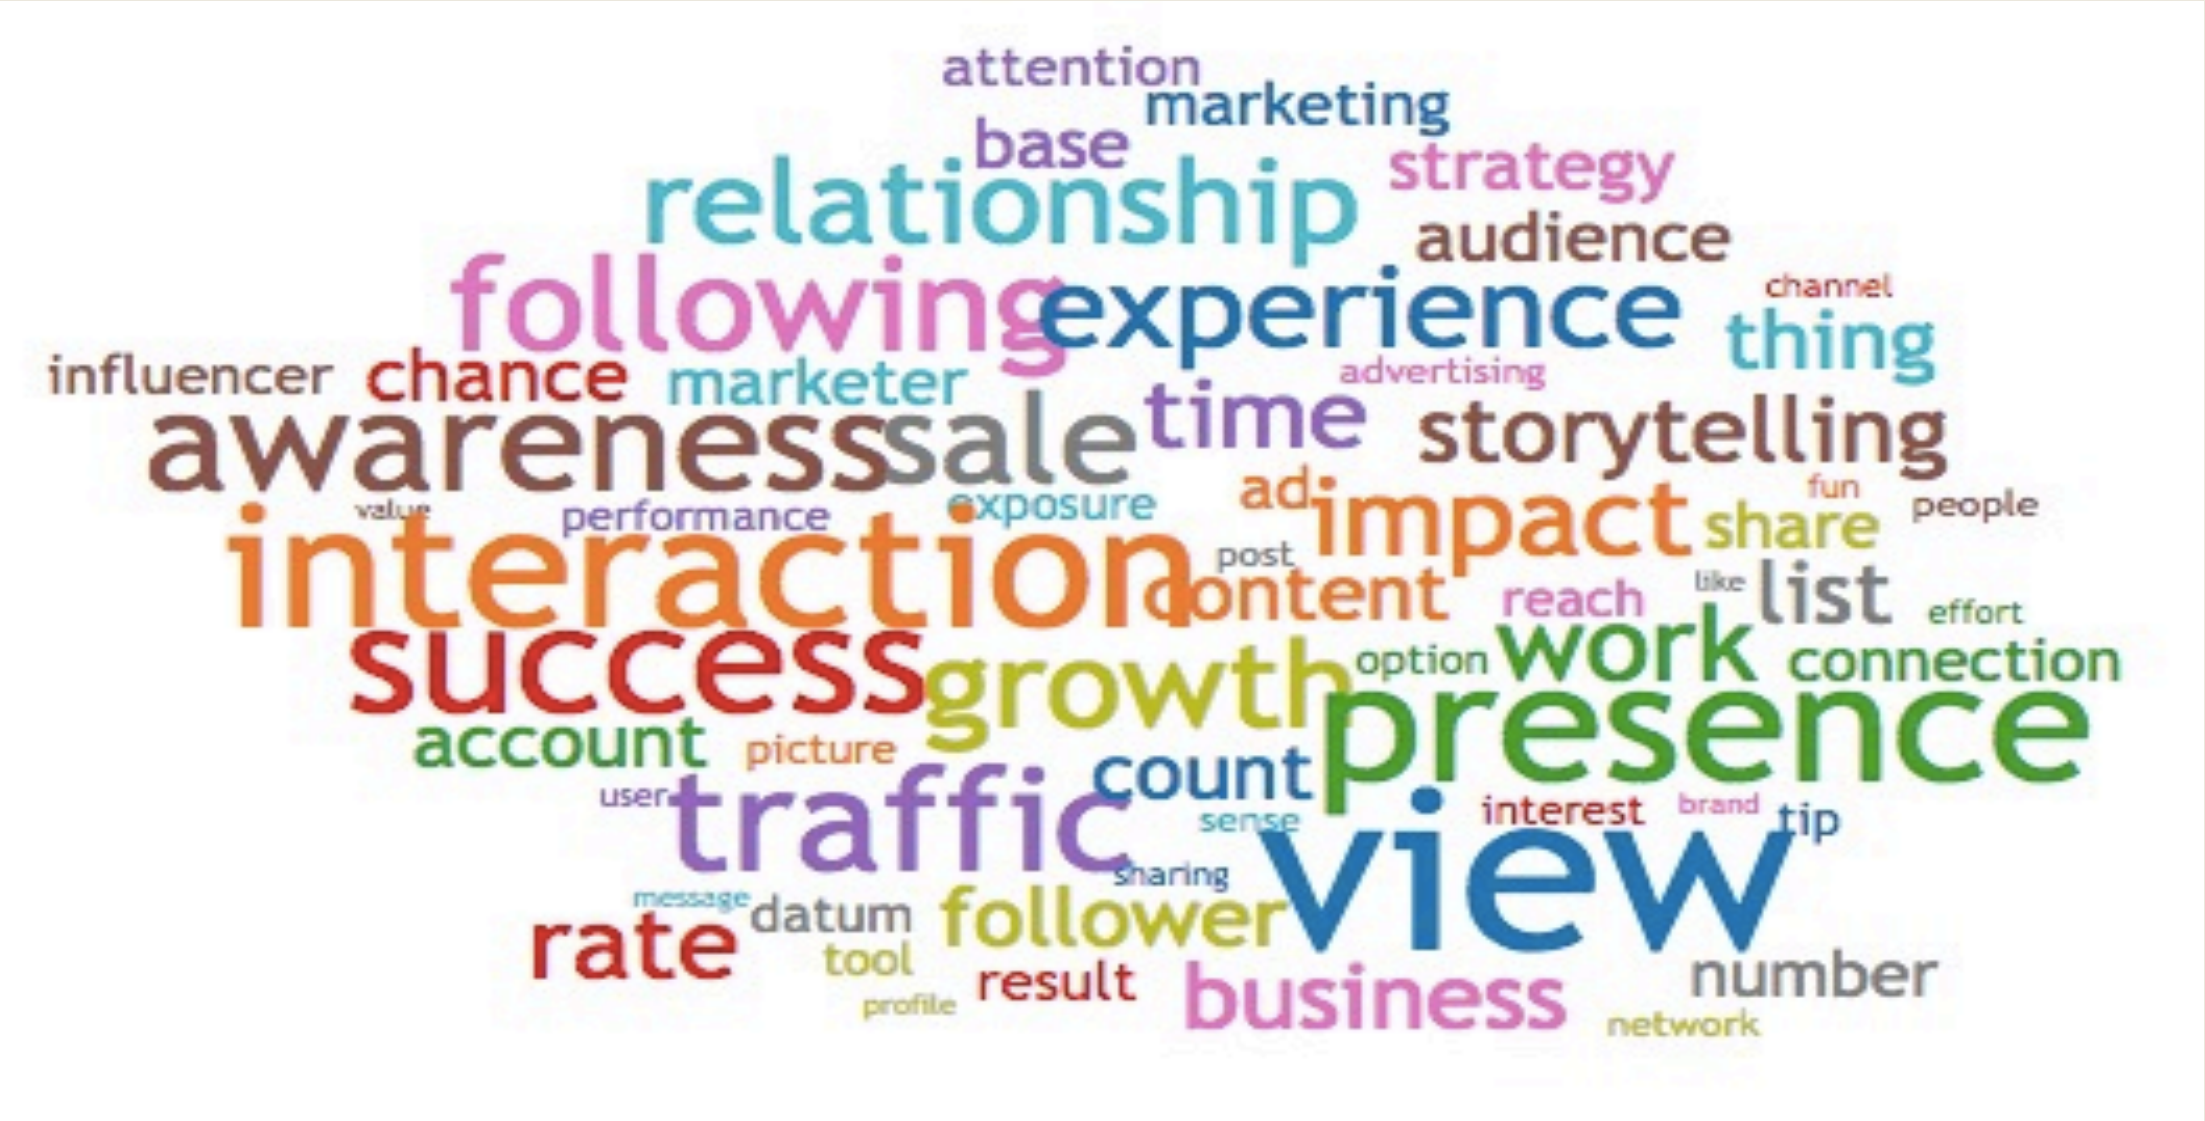 attention
marketing
base
strategy
relationship
audience
following
experience
channel
thing
influencer
chance
marketer
advertising
awareness
sale
time
storytelling
value
performance
exposure
ad
impact
fun
share
people
interaction
post
content
reach
like
list
effort
success
growth
option
work
connection
presence
account
picture
count
user
traffic
sense
interest
brand
tip
view
sharing
message
datum
follower
rate
tool
result
profile
business
number
network